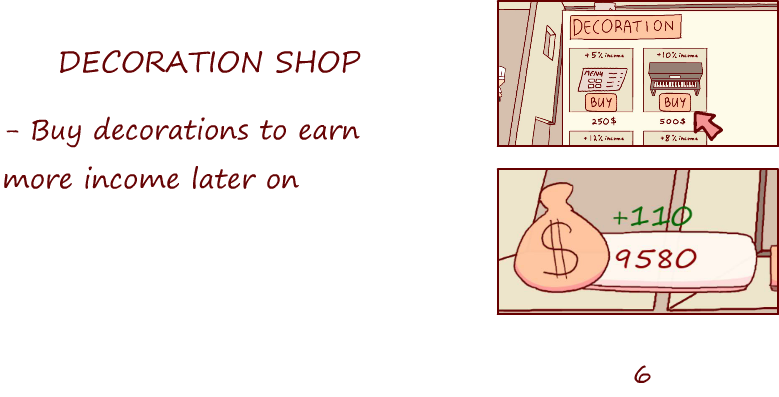 DECORATION SHOP
- Buy decorations to earn
more income later on
DECORATION
+5% income
+10% income
MENU
BUY
BUY
250$
500$
+12% income
+8% income
+110
$
9580
6